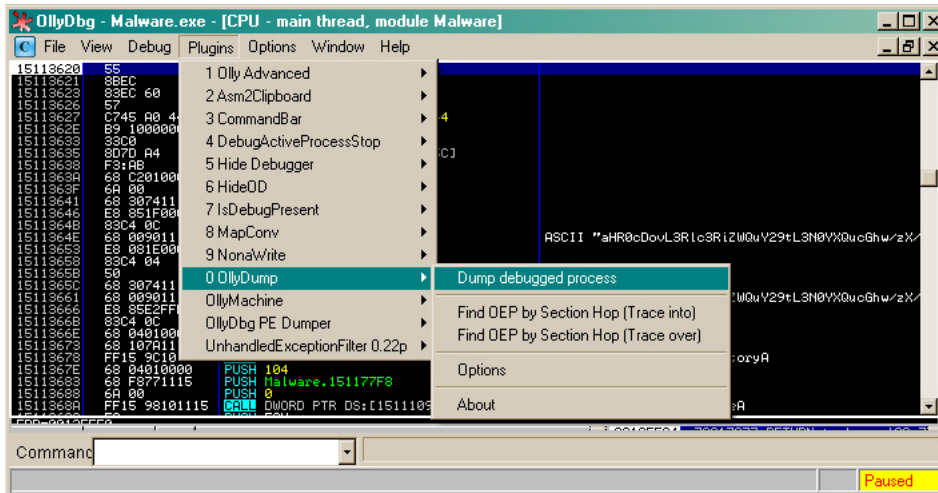 OllyDbg - Malware.exe - [CPU - main thread, module Malware]
C File View Debug Plugins Options Window Help
15113620 55
15113621 8BEC
15113623 83EC 60
15113626 57
15113627 C745 A0 4
1511362E B9 1000000
15113633 33C0
15113635 8D7D A4
15113638 F3:AB
1511363A 68 C201000
1511363F 6A 00
15113641 68 307411
15113646 E8 851F000
1511364B 83C4 0C
1511364E 68 009011 ASCII "aHR0cDovL3Rlc3RiZWQuY29tL3N0YXQucGhw/zX/
15113653 E8 081E000
15113658 83C4 04
1511365B 50
1511365C 68 307411
15113661 68 009011 ZWQuY29tL3N0YXQucGhw/zX/
15113666 E8 85E2FF
1511366B 83C4 0C
1511366E 68 0401000
15113673 68 107A11
15113678 FF15 9C10 toryA
1511367E 68 04010000 PUSH 104
15113683 68 F8771115 PUSH Malware.151177F8
15113688 6A 00 PUSH 0
1511368A FF15 98101115 CALL DWORD PTR DS:[1511109
1 Olly Advanced
2 Asm2Clipboard
3 CommandBar
4 DebugActiveProcessStop
5 Hide Debugger
6 HideOD
7 IsDebugPresent
8 MapConv
9 NonaWrite
0 OllyDump
OllyMachine
OllyDbg PE Dumper
UnhandledExceptionFilter 0.22p
Dump debugged process
Find OEP by Section Hop (Trace into)
Find OEP by Section Hop (Trace over)
Options
About
Command
Paused